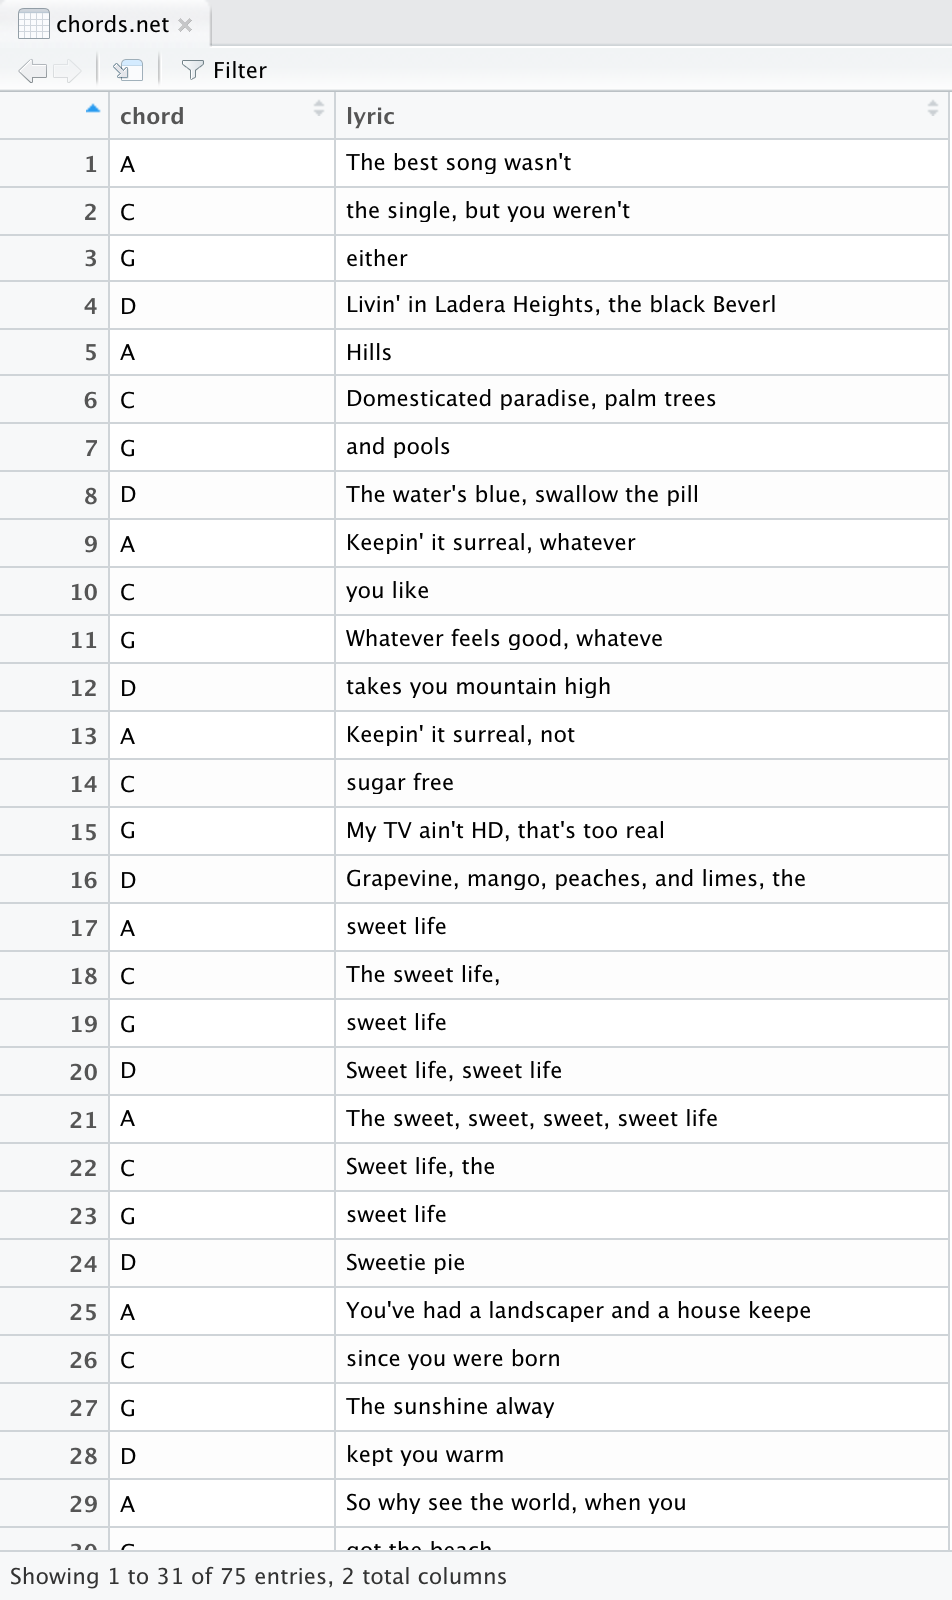 chords.net
Filter
chord lyric
1 A The best song wasn't
2 C the single, but you weren't
3 G either
4 D Livin' in Ladera Heights, the black Beverl
5 A Hills
6 C Domesticated paradise, palm trees
7 G and pools
8 D The water's blue, swallow the pill
9 A Keepin' it surreal, whatever
10 C you like
11 G Whatever feels good, whateve
12 D takes you mountain high
13 A Keepin' it surreal, not
14 C sugar free
15 G My TV ain't HD, that's too real
16 D Grapevine, mango, peaches, and limes, the
17 A sweet life
18 C The sweet life,
19 G sweet life
20 D Sweet life, sweet life
21 A The sweet, sweet, sweet, sweet life
22 C Sweet life, the
23 G sweet life
24 D Sweetie pie
25 A You've had a landscaper and a house keepe
26 C since you were born
27 G The sunshine alway
28 D kept you warm
29 A So why see the world, when you
30 C got the beach
Showing 1 to 31 of 75 entries, 2 total columns